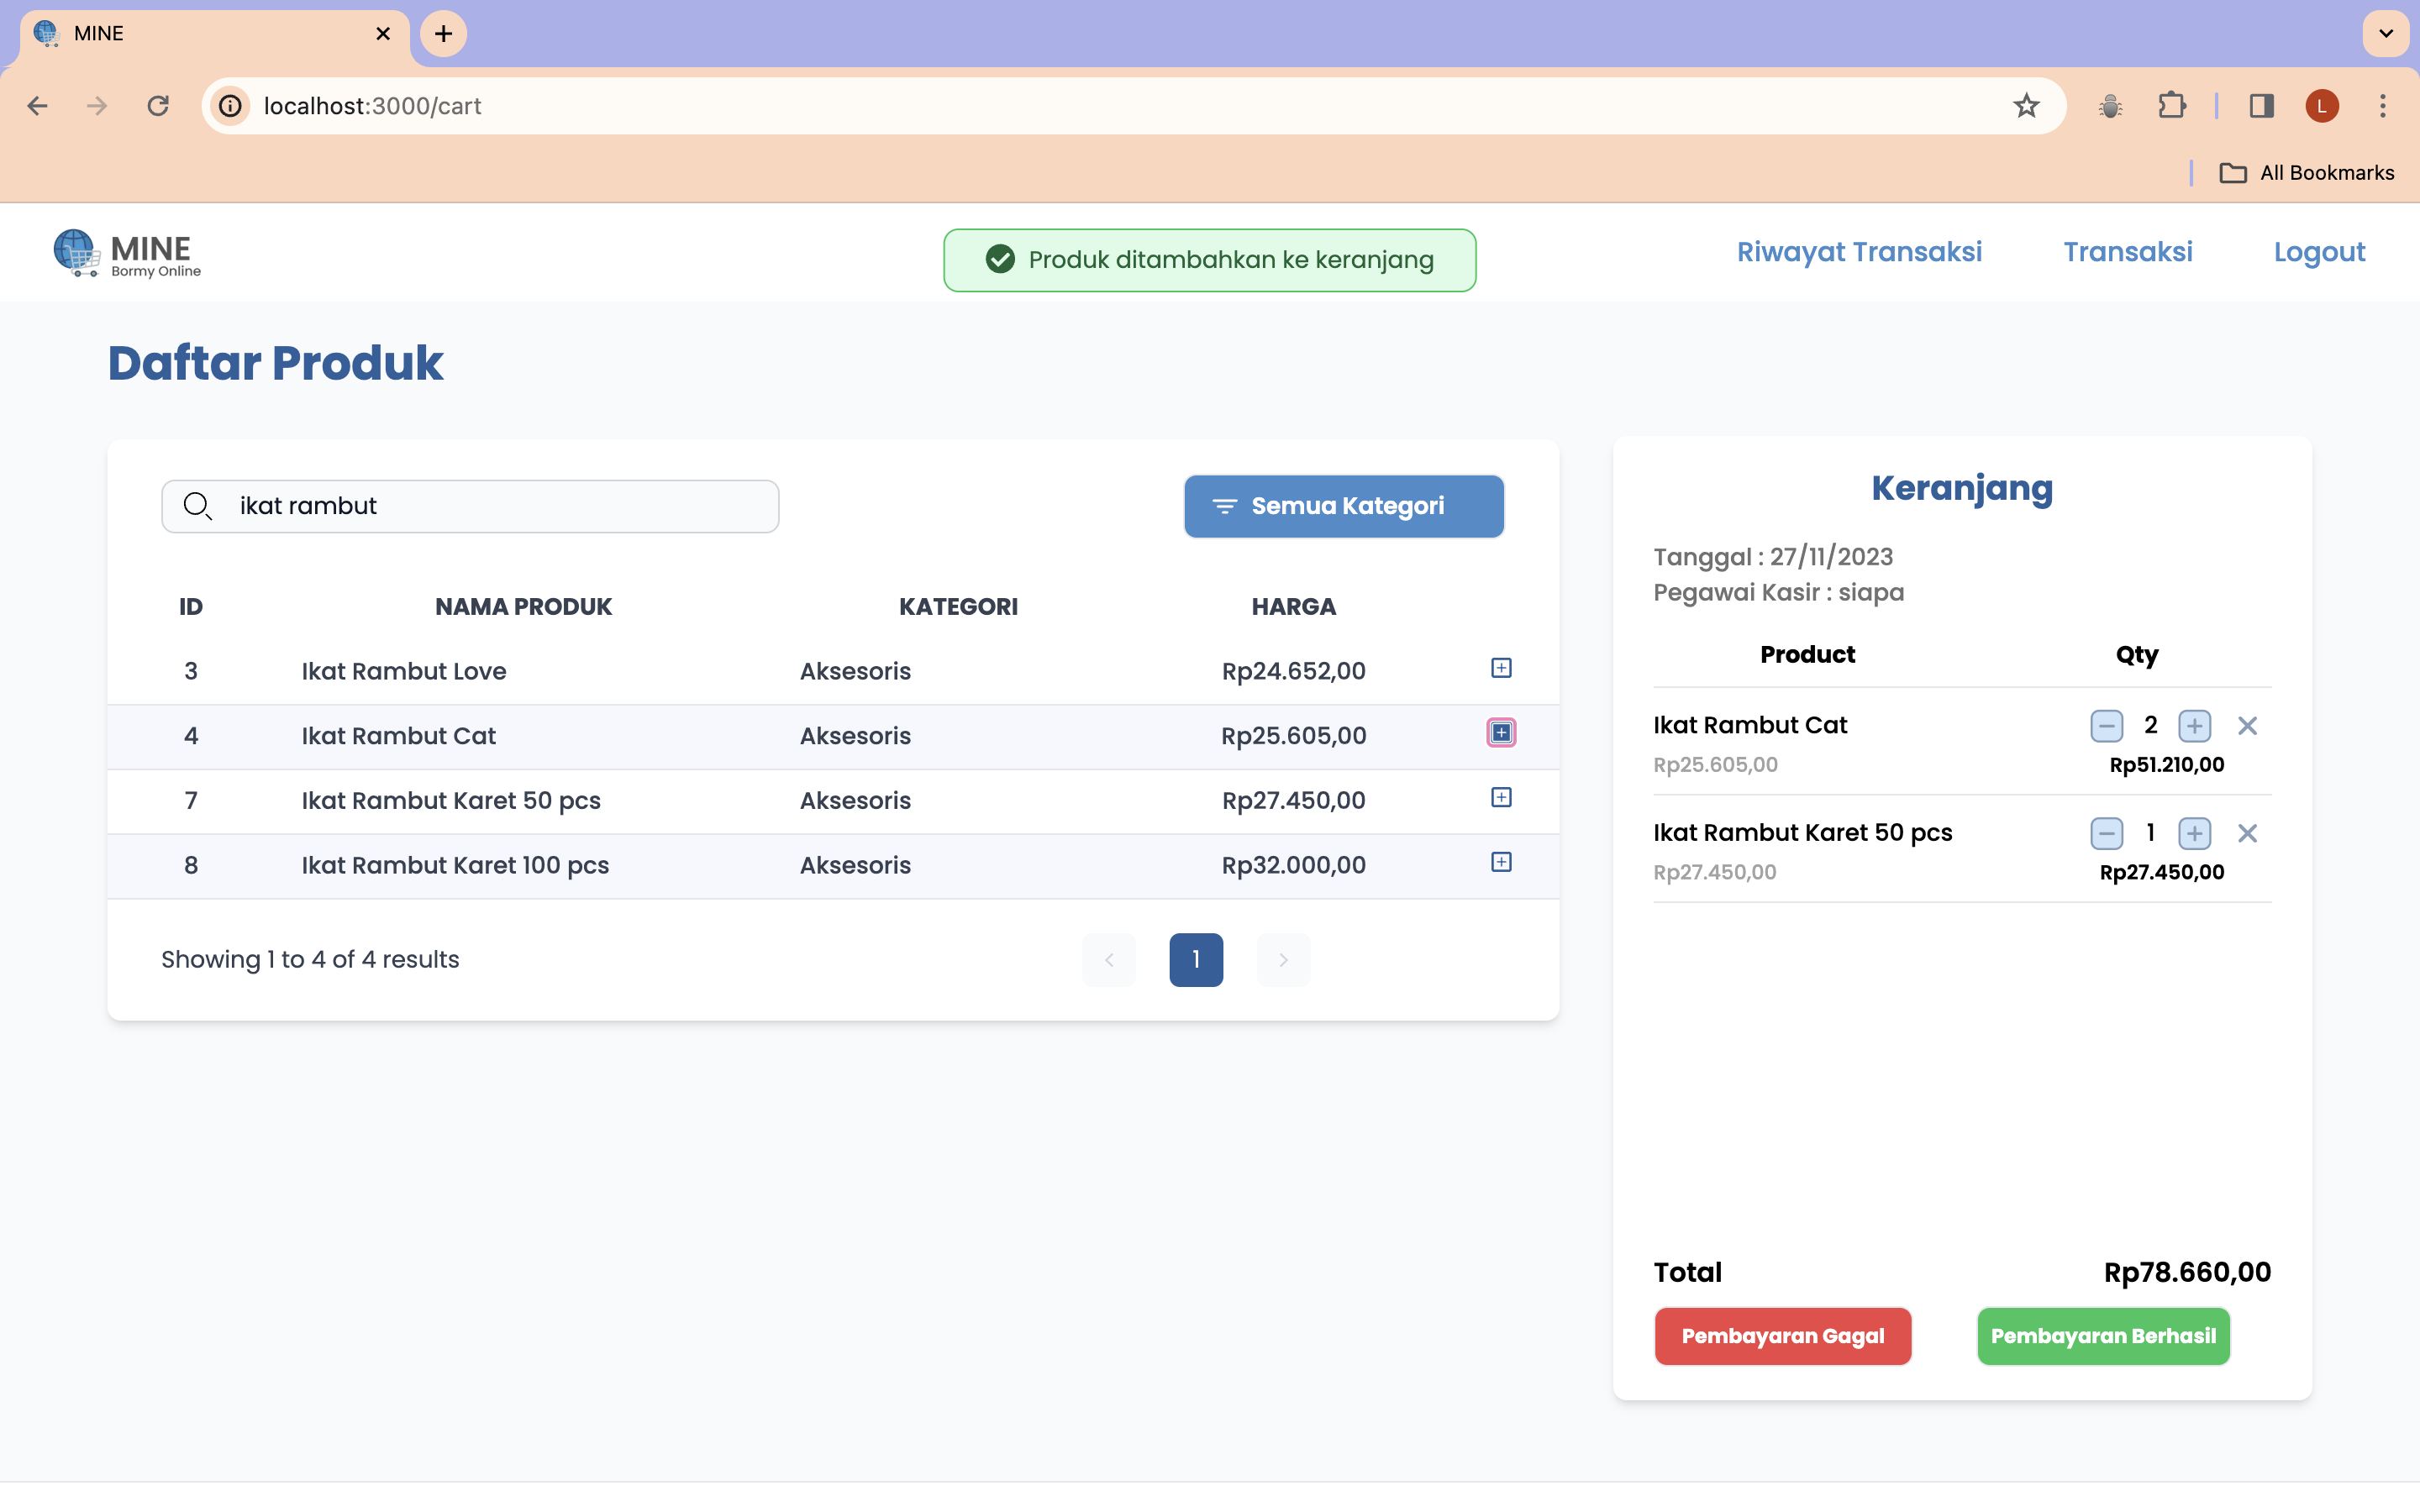 MINE
localhost:3000/cart
L
All Bookmarks
MINE
Bormy Online
Produk ditambahkan ke keranjang
Riwayat Transaksi
Transaksi
Logout
Daftar Produk
ikat rambut
Semua Kategori
ID NAMA PRODUK KATEGORI HARGA
3 Ikat Rambut Love Aksesoris Rp24.652,00
4 Ikat Rambut Cat Aksesoris Rp25.605,00
7 Ikat Rambut Karet 50 pcs Aksesoris Rp27.450,00
8 Ikat Rambut Karet 100 pcs Aksesoris Rp32.000,00
Showing 1 to 4 of 4 results
1
Keranjang
Tanggal : 27/11/2023
Pegawai Kasir : siapa
Product Qty
Ikat Rambut Cat 2
Rp25.605,00 Rp51.210,00
Ikat Rambut Karet 50 pcs 1
Rp27.450,00 Rp27.450,00
Total Rp78.660,00
Pembayaran Gagal Pembayaran Berhasil